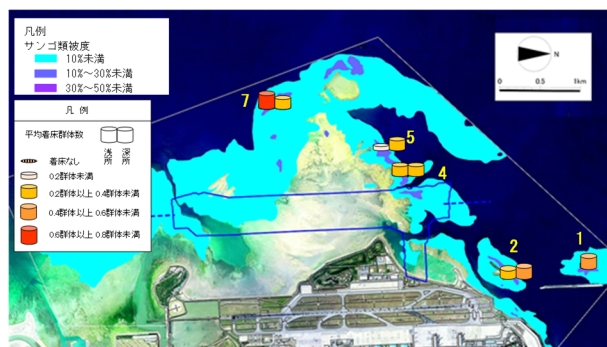 凡例
サンゴ類被度
10%未満
10%~30%未満
30%~50%未満
凡 例
平均着床群体数
浅所
深所
着床なし
0.2群体未満
0.2群体以上 0.4群体未満
0.4群体以上 0.6群体未満
0.6群体以上 0.8群体未満
N
0 0.5 1km
7
5
4
2
1